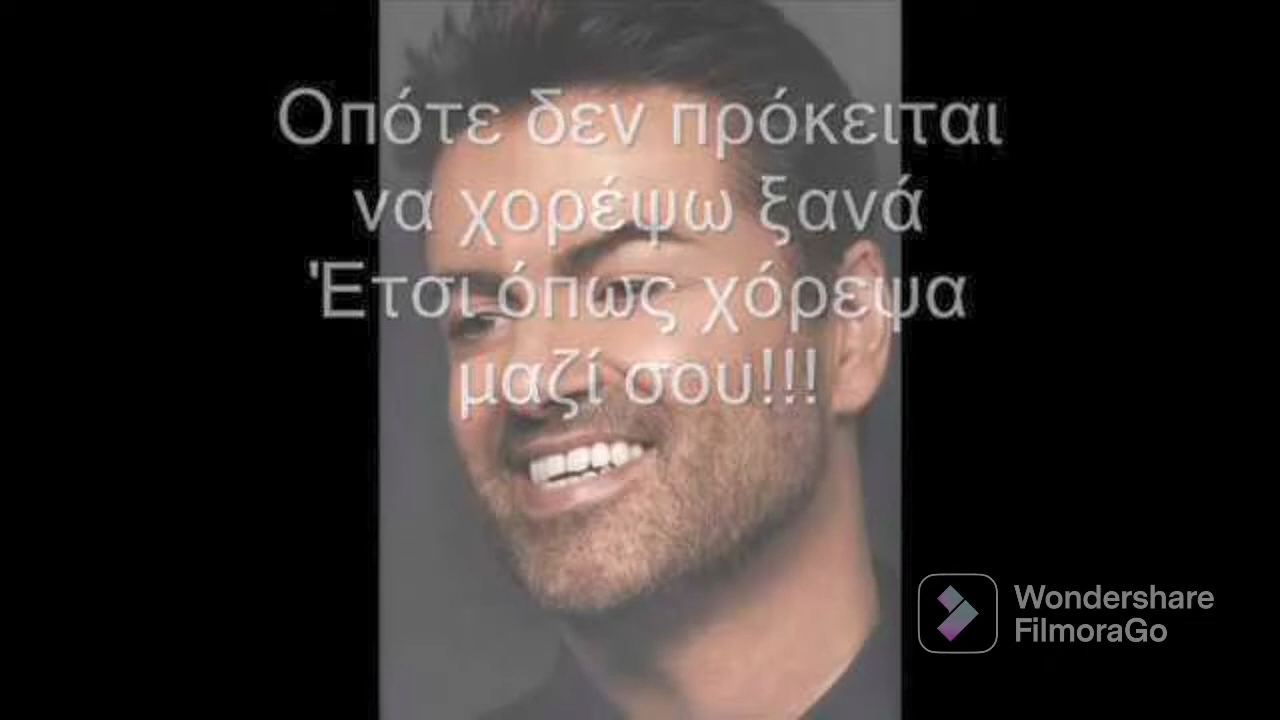 Οπότε δεν πρόκειται
να χορέψω ξανά
Έτσι όπως χόρεψα
μαζί σου!!!
Wondershare
FilmoraGo